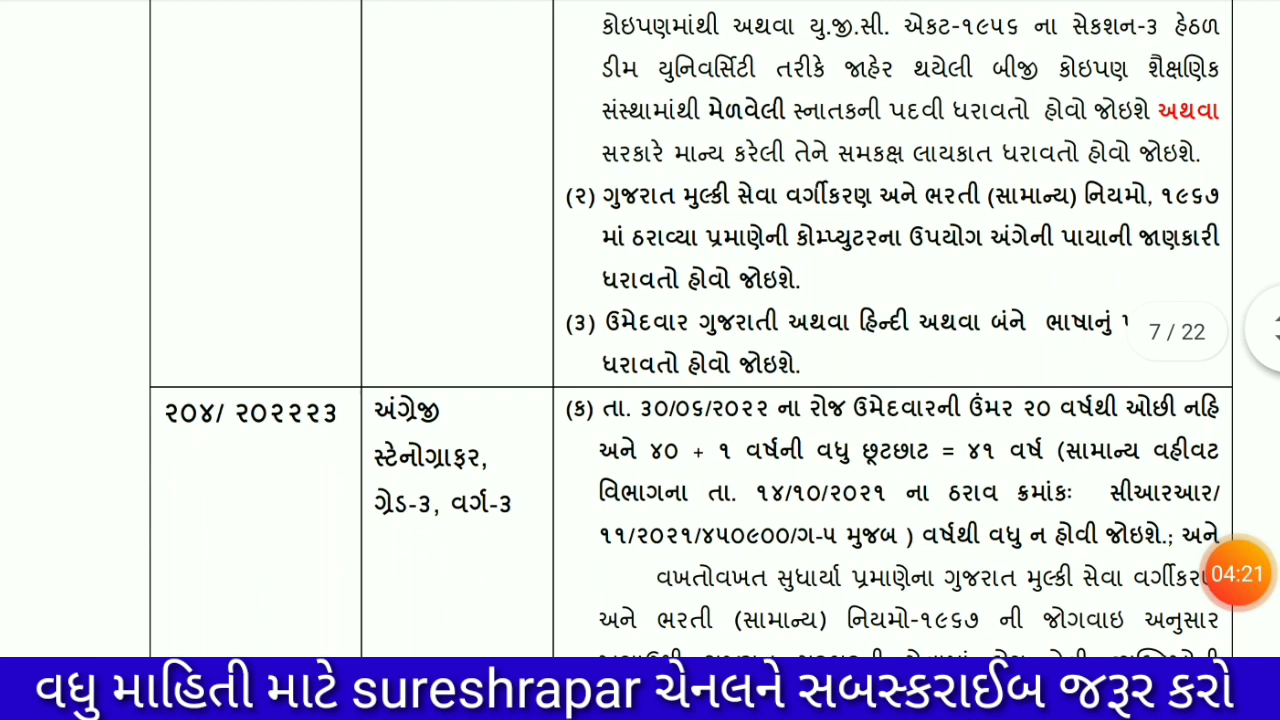 કોઇપણમાંથી અથવા યુ.જી.સી. એકટ-૧૯૫૬ ના સેકશન-૩ હેઠળ
ડીમ યુનિવર્સિટી તરીકે જાહેર થયેલી બીજી કોઇપણ શૈક્ષણિક
સંસ્થામાંથી મેળવેલી સ્નાતકની પદવી ધરાવતો હોવો જોઇશે અથવા
સરકારે માન્ય કરેલી તેને સમકક્ષ લાયકાત ધરાવતો હોવો જોઇશે.
(૨) ગુજરાત મુલ્કી સેવા વર્ગીકરણ અને ભરતી (સામાન્ય) નિયમો, ૧૯૬૭
માં ઠરાવ્યા પ્રમાણેની કોમ્પ્યુટરના ઉપયોગ અંગેની પાયાની જાણકારી
ધરાવતો હોવો જોઇશે.
(૩) ઉમેદવાર ગુજરાતી અથવા હિન્દી અથવા બંને ભાષાનું
7 / 22
ધરાવતો હોવો જોઇશે.
૨૦૪/ ૨૦૨૨૨૩
અંગ્રેજી
સ્ટેનોગ્રાફર,
ગ્રેડ-૩, વર્ગ-૩
(ક) તા. ૩૦/૦૬/૨૦૨૨ ના રોજ ઉમેદવારની ઉંમર ૨૦ વર્ષથી ઓછી નહિ
અને ૪૦ + ૧ વર્ષની વધુ છૂટછાટ = ૪૧ વર્ષ (સામાન્ય વહીવટ
વિભાગના તા. ૧૪/૧૦/૨૦૨૧ ના ઠરાવ ક્રમાંકઃ સીઆરઆર/
૧૧/૨૦૨૧/૪૫૦૯૦૦/ગ-૫ મુજબ ) વર્ષથી વધુ ન હોવી જોઇશે.; અને
વખતોવખત સુધાર્યા પ્રમાણેના ગુજરાત મુલ્કી સેવા વર્ગીકરણ
04:21
અને ભરતી (સામાન્ય) નિયમો-૧૯૬૭ ની જોગવાઇ અનુસાર
વધુ માહિતી માટે sureshrapar ચેનલને સબસ્કરાઈબ જરૂર કરો